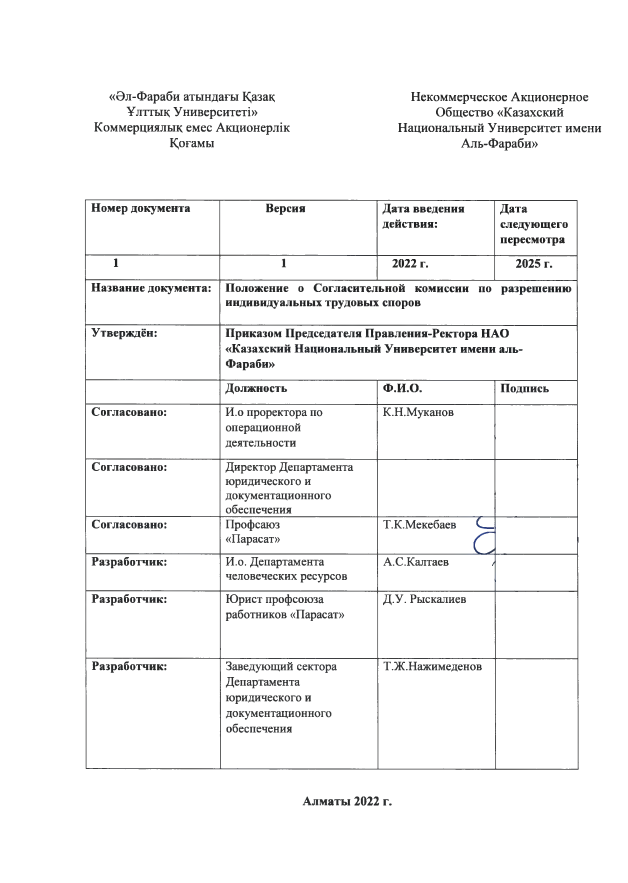 «Әл-Фараби атындағы Қазақ
Ұлттық Университеті»
Коммерциялық емес Акционерлік
Қоғамы
Некоммерческое Акционерное
Общество «Казахский
Национальный Университет имени
Аль-Фараби»
Номер документа
Версия
Дата введения
действия:
Дата
следующего
пересмотра
1
1
2022 г.
2025 г.
Название документа:
Положение о Согласительной комиссии по разрешению
индивидуальных трудовых споров
Утверждён:
Приказом Председателя Правления-Ректора НАО
«Казахский Национальный Университет имени аль-
Фараби»
Должность
Ф.И.О.
Подпись
Согласовано:
И.о проректора по
операционной
деятельности
К.Н.Муканов
Согласовано:
Директор Департамента
юридического и
документационного
обеспечения
Согласовано:
Профсаюз
«Парасат»
Т.К.Мекебаев
Разработчик:
И.о. Департамента
человеческих ресурсов
А.С.Калтаев
Разработчик:
Юрист профсоюза
работников «Парасат»
Д.У. Рыскалиев
Разработчик:
Заведующий сектора
Департамента
юридического и
документационного
обеспечения
Т.Ж.Нажимеденов
Алматы 2022 г.